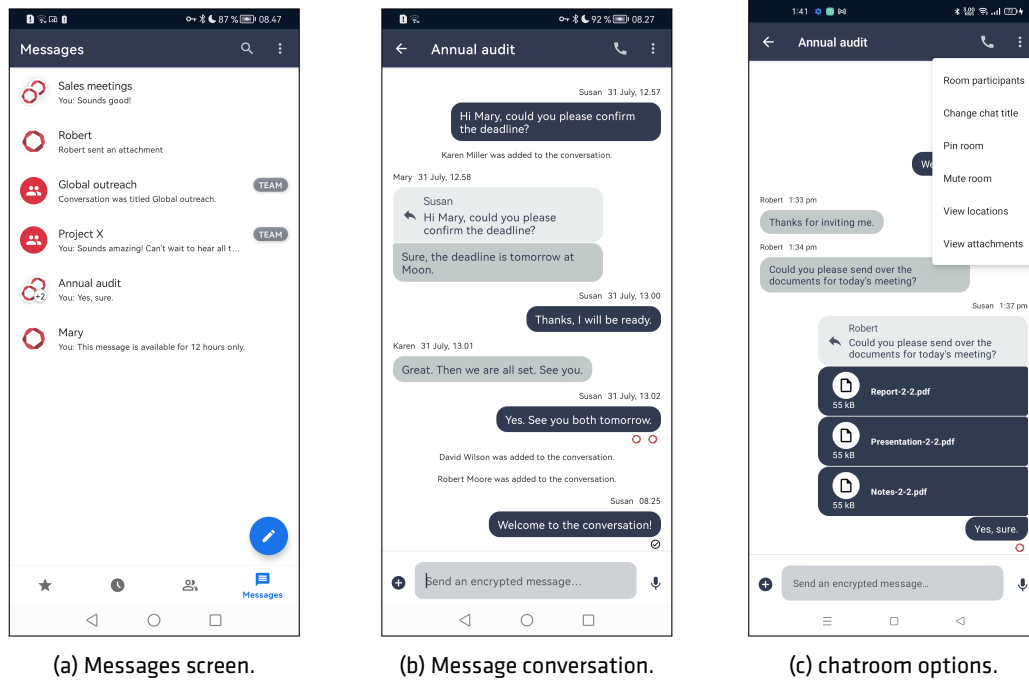 87 % 08.47
Messages
Sales meetings
You: Sounds good!
Robert
Robert sent an attachment
Global outreach
TEAM
Conversation was titled Global outreach.
Project X
TEAM
You: Sounds amazing! Can't wait to hear all t...
Annual audit
+2
You: Yes, sure.
Mary
You: This message is available for 12 hours only.
Messages
(a) Messages screen.
92 % 08.27
Annual audit
Susan 31 July, 12.57
Hi Mary, could you please confirm
the deadline?
Karen Miller was added to the conversation.
Mary 31 July, 12.58
Susan
Hi Mary, could you please
confirm the deadline?
Sure, the deadline is tomorrow at
Moon.
Susan 31 July, 13.00
Thanks, I will be ready.
Karen 31 July, 13.01
Great. Then we are all set. See you.
Susan 31 July, 13.02
Yes. See you both tomorrow.
David Wilson was added to the conversation.
Robert Moore was added to the conversation.
Susan 08.25
Welcome to the conversation!
Send an encrypted message...
(b) Message conversation.
1:41
Annual audit
Room participants
Change chat title
Pin room
Mute room
View locations
View attachments
We
Robert 1:33 pm
Thanks for inviting me.
Robert 1:34 pm
Could you please send over the
documents for today's meeting?
Susan 1:37 pm
Robert
Could you please send over the
documents for today's meeting?
Report-2-2.pdf
55 kB
Presentation-2-2.pdf
55 kB
Notes-2-2.pdf
55 kB
Yes, sure.
Send an encrypted message...
(c) chatroom options.